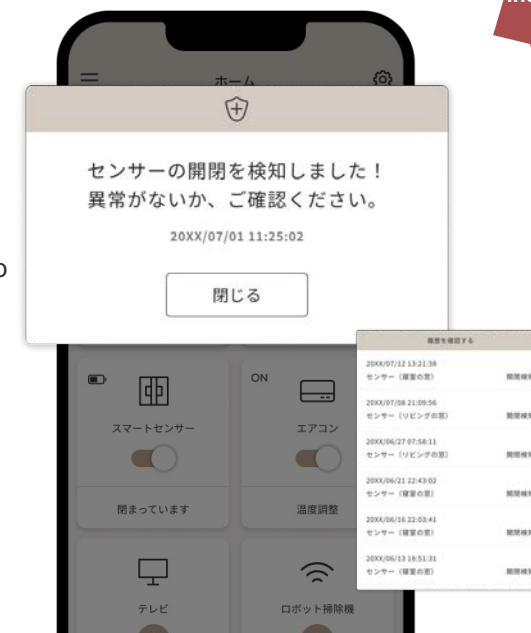 ホーム
センサーの開閉を検知しました！
異常がないか、ご確認ください。
20XX/07/01 11:25:02
閉じる
スマートセンサー
閉まっています
ON
エアコン
温度調整
テレビ
ロボット掃除機
履歴を確認する
20XX/07/12 13:21:38
センサー（寝室の窓）
20XX/07/08 21:09:56
センサー（リビングの窓）
20XX/06/27 07:58:11
センサー（リビングの窓）
20XX/06/21 22:43:02
センサー（寝室の窓）
20XX/06/16 22:03:41
センサー（寝室の窓）
20XX/06/13 18:51:31
センサー（寝室の窓）